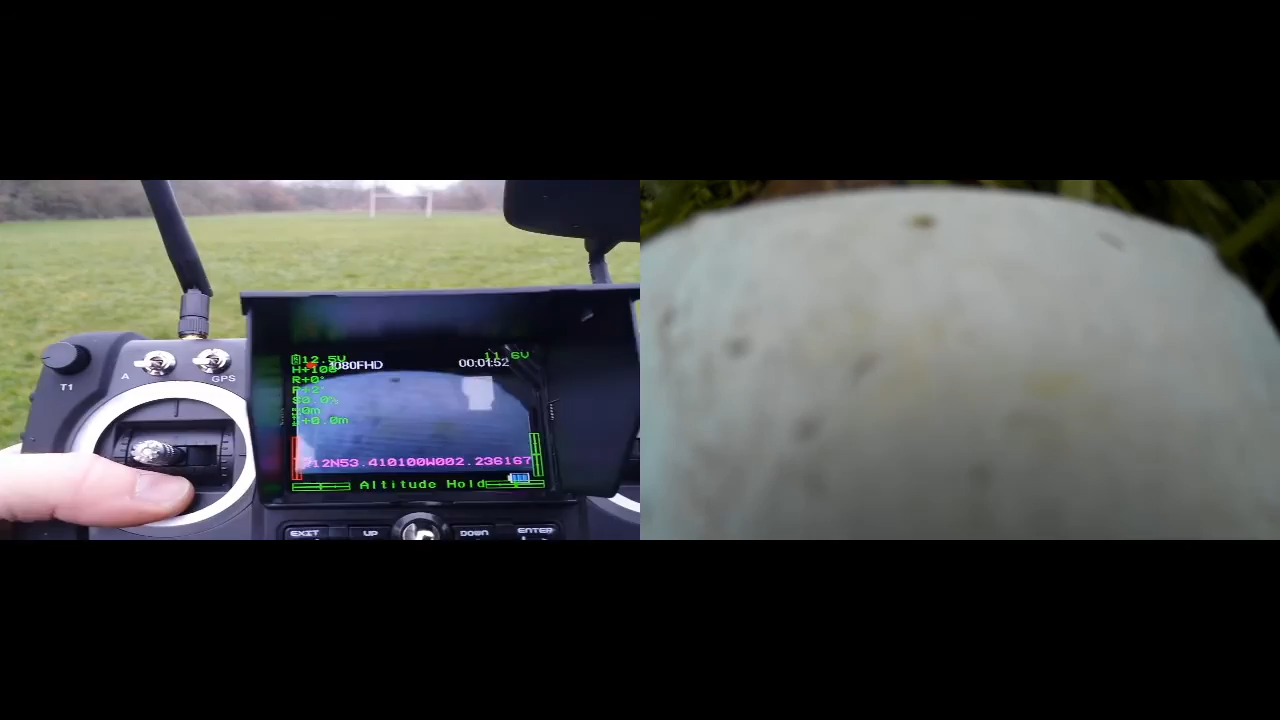 T1
A
GPS
12.5V
11.6V
1080FHD
00:01:52
H+100
R+0°
0m
12N53.410100W002.236167
Altitude Hold
EXIT
UP
DOWN
ENTER